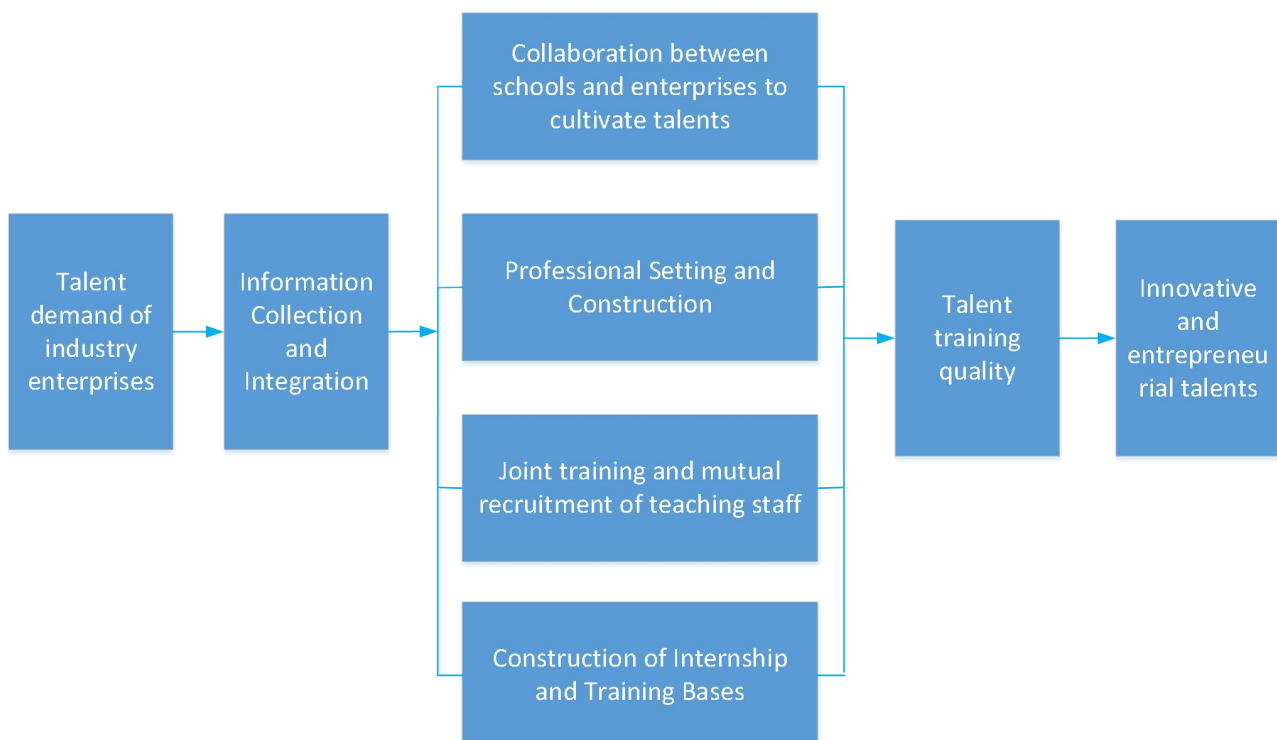 Talent
demand of
industry
enterprises
Information
Collection
and
Integration
Collaboration between
schools and enterprises to
cultivate talents
Professional Setting and
Construction
Joint training and mutual
recruitment of teaching staff
Construction of Internship
and Training Bases
Talent
training
quality
Innovative
and
entrepreneu
rial talents